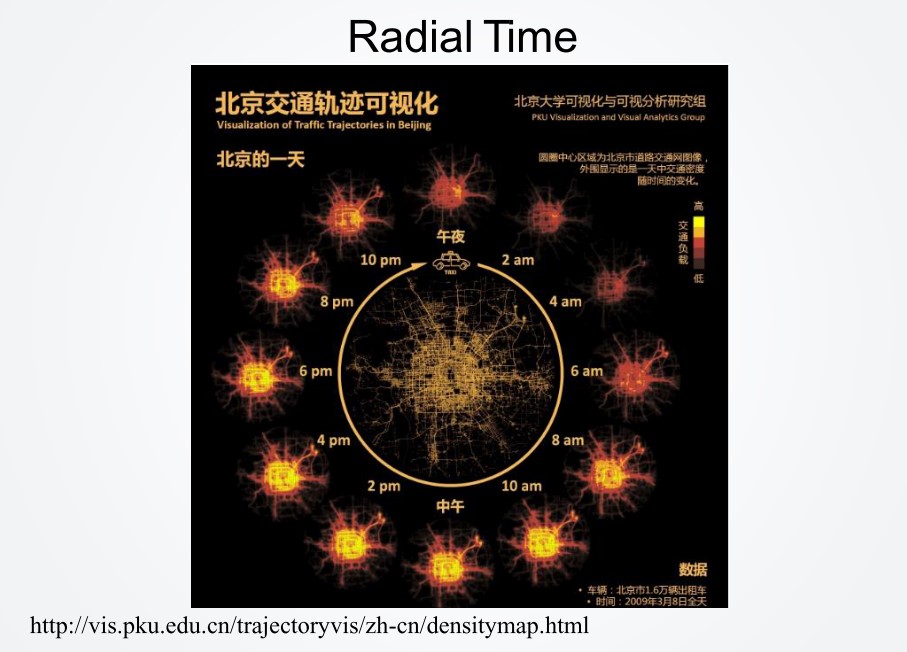 Radial Time
北京交通轨迹可视化
Visualization of Traffic Trajectories in Beijing
北京大学可视化与可视分析研究组
PKU Visualization and Visual Analytics Group
北京的一天
圆圈中心区域为北京市道路交通网图像，
外围显示的是一天中交通密度
随时间的变化。
高
交通负载
低
午夜
TAXI
10 pm
2 am
8 pm
4 am
6 pm
6 am
4 pm
8 am
2 pm
10 am
中午
数据
• 车辆：北京市1.6万辆出租车
• 时间：2009年3月8日全天
http://vis.pku.edu.cn/trajectoryvis/zh-cn/densitymap.html